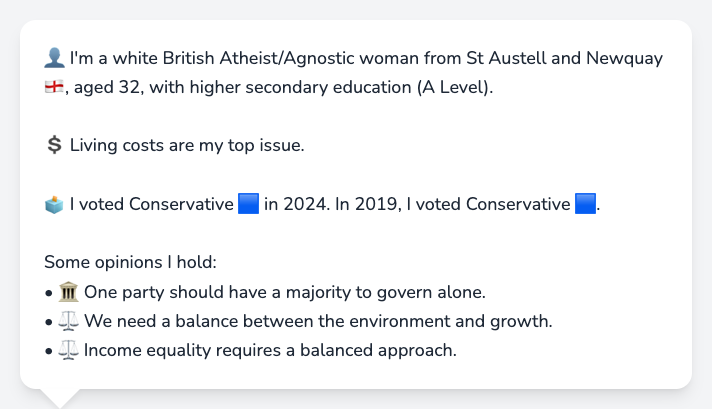 👤 I'm a white British Atheist/Agnostic woman from St Austell and Newquay
🏴󠁧󠁢󠁥󠁮󠁧󠁿, aged 32, with higher secondary education (A Level).
💲 Living costs are my top issue.
🗳️ I voted Conservative 🟦 in 2024. In 2019, I voted Conservative 🟦.
Some opinions I hold:
• 🏛️ One party should have a majority to govern alone.
• ⚖️ We need a balance between the environment and growth.
• ⚖️ Income equality requires a balanced approach.